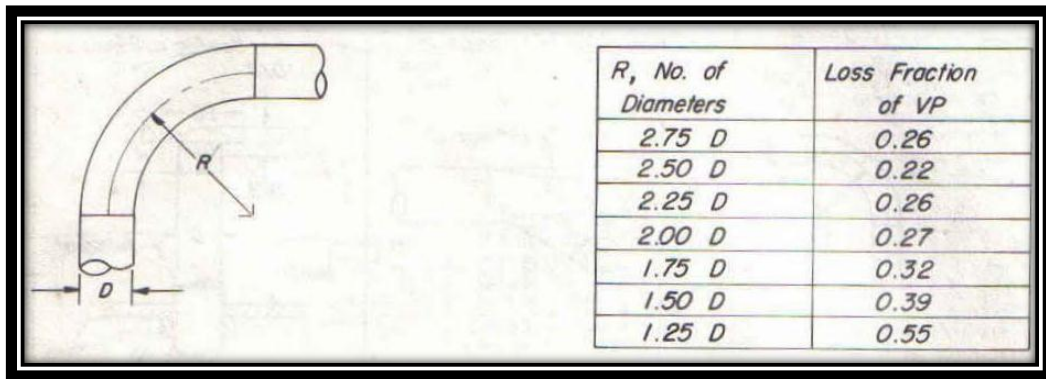 R
D
R, No. of Loss Fraction
Diameters of VP
2.75 D 0.26
2.50 D 0.22
2.25 D 0.26
2.00 D 0.27
1.75 D 0.32
1.50 D 0.39
1.25 D 0.55